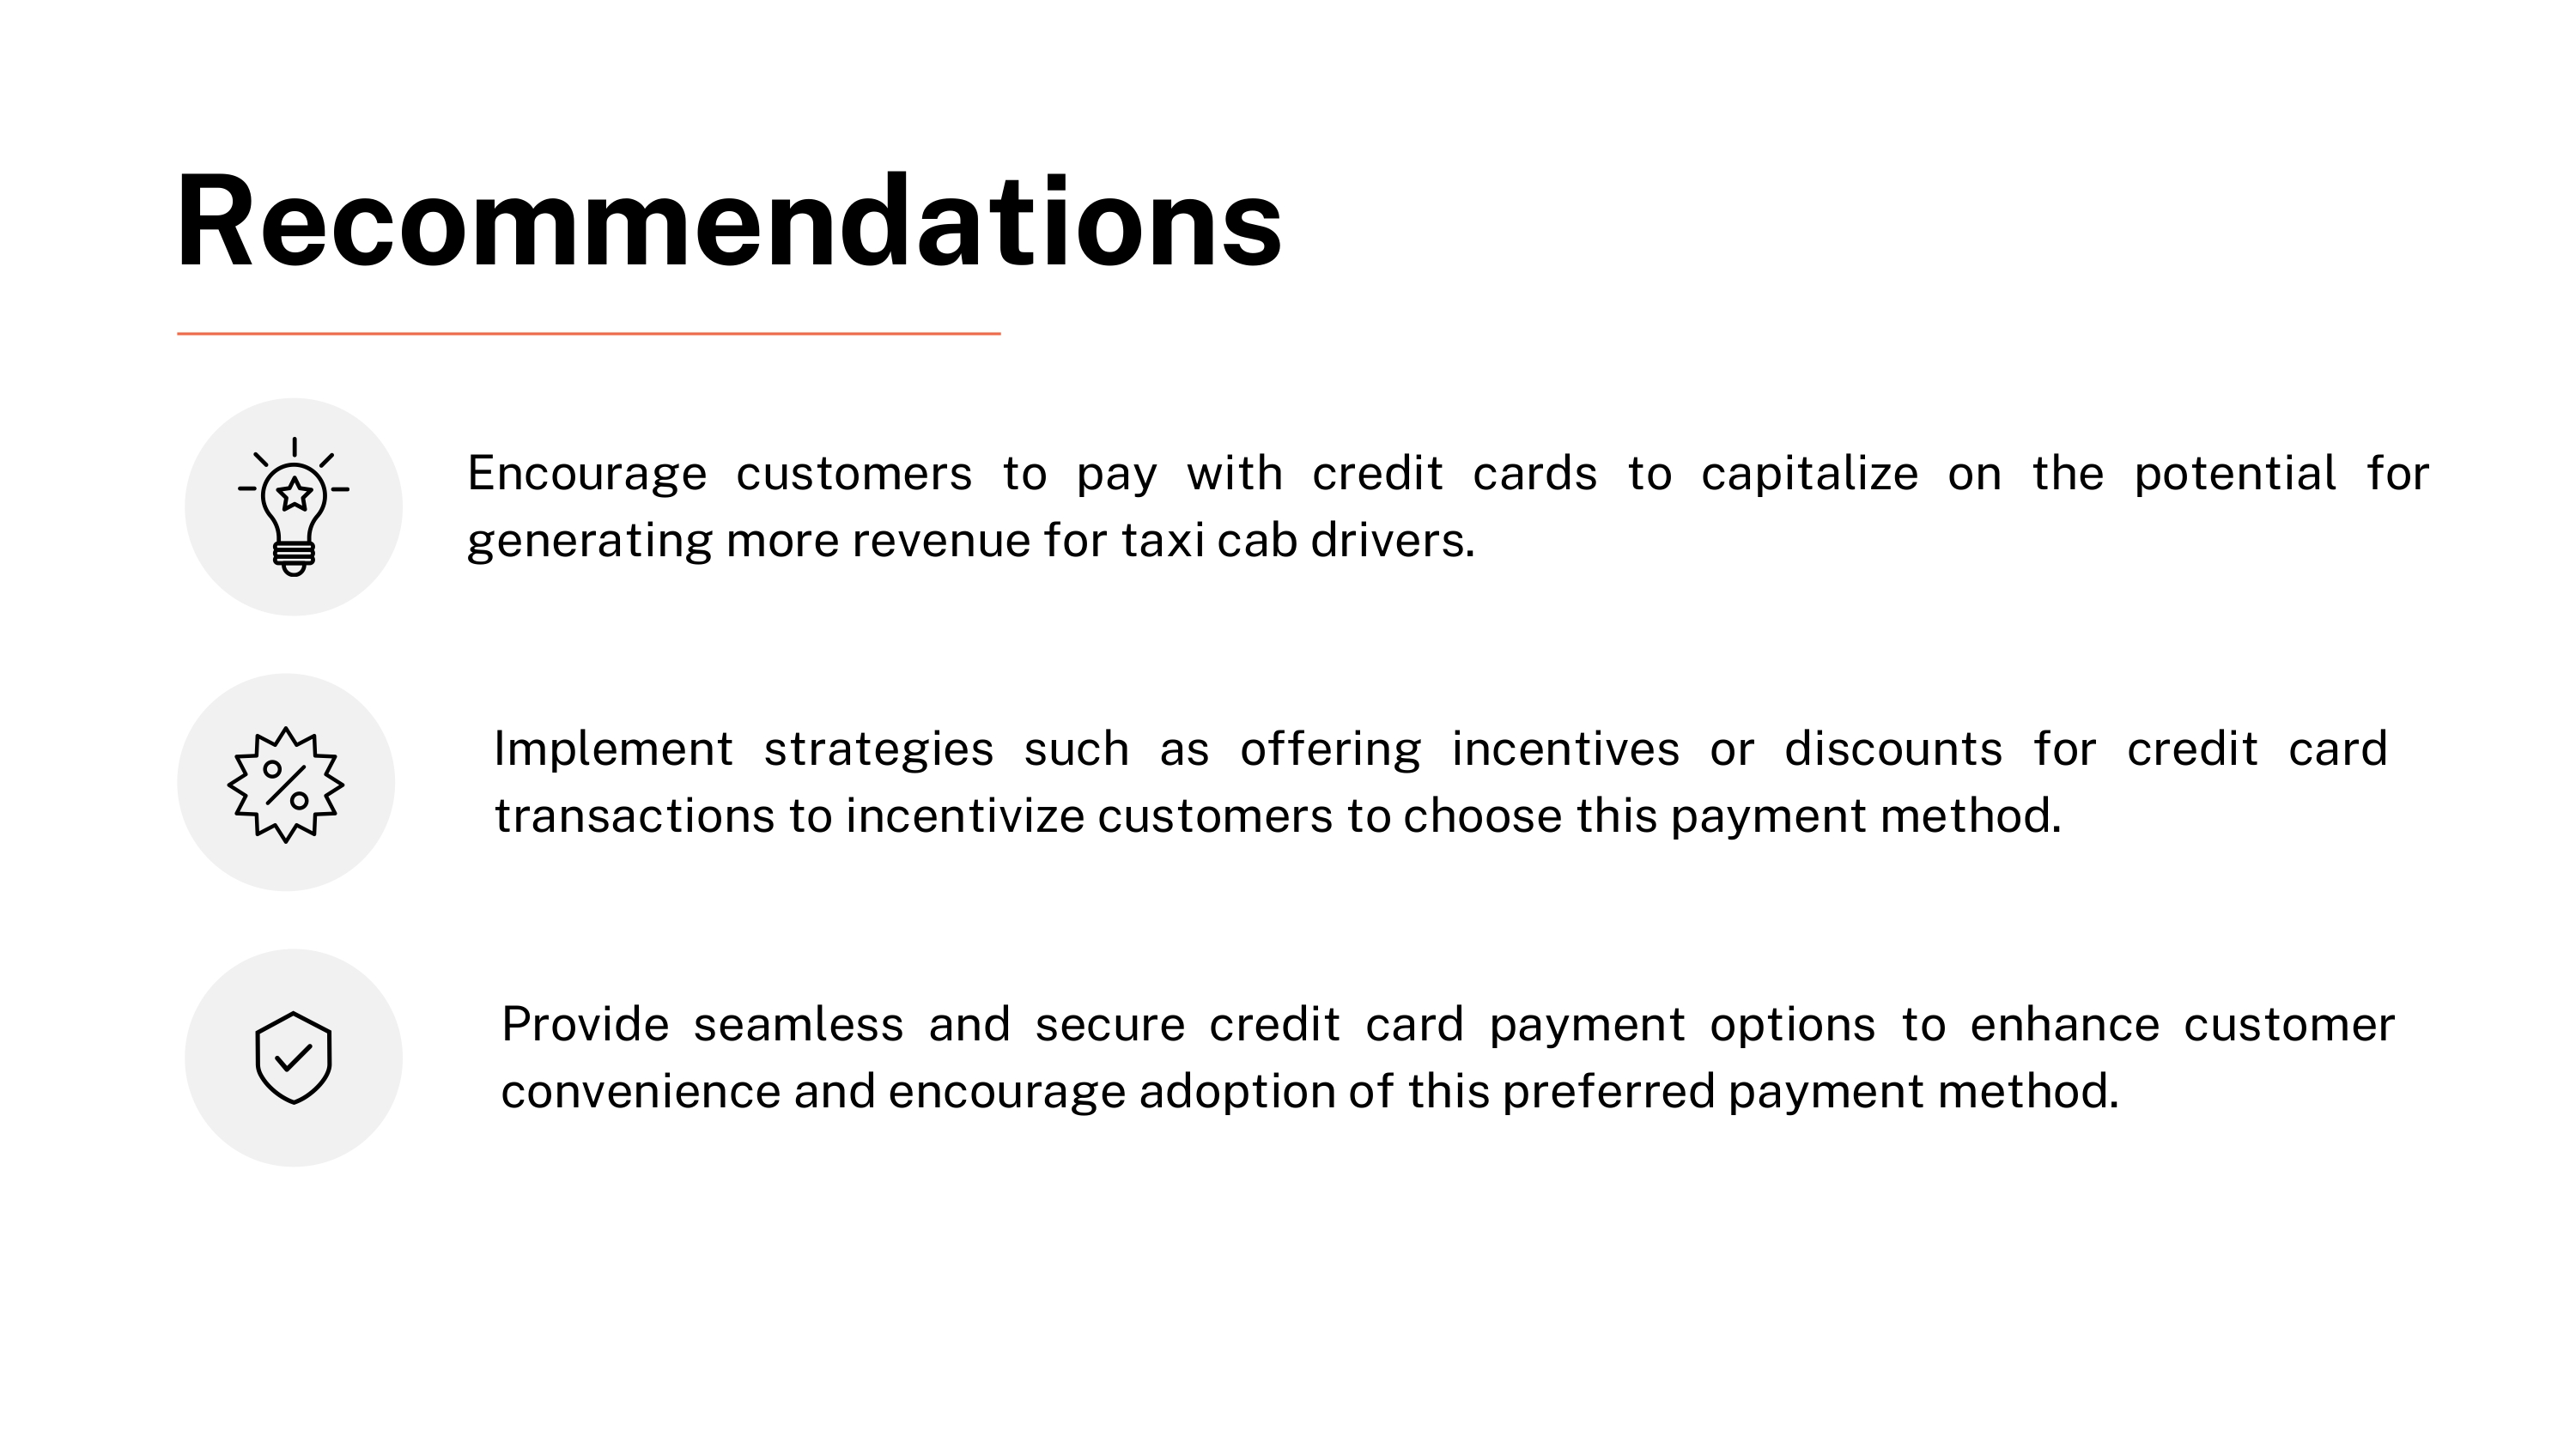 Recommendations
Encourage customers to pay with credit cards to capitalize on the potential for
generating more revenue for taxi cab drivers.
Implement strategies such as offering incentives or discounts for credit card
transactions to incentivize customers to choose this payment method.
Provide seamless and secure credit card payment options to enhance customer
convenience and encourage adoption of this preferred payment method.